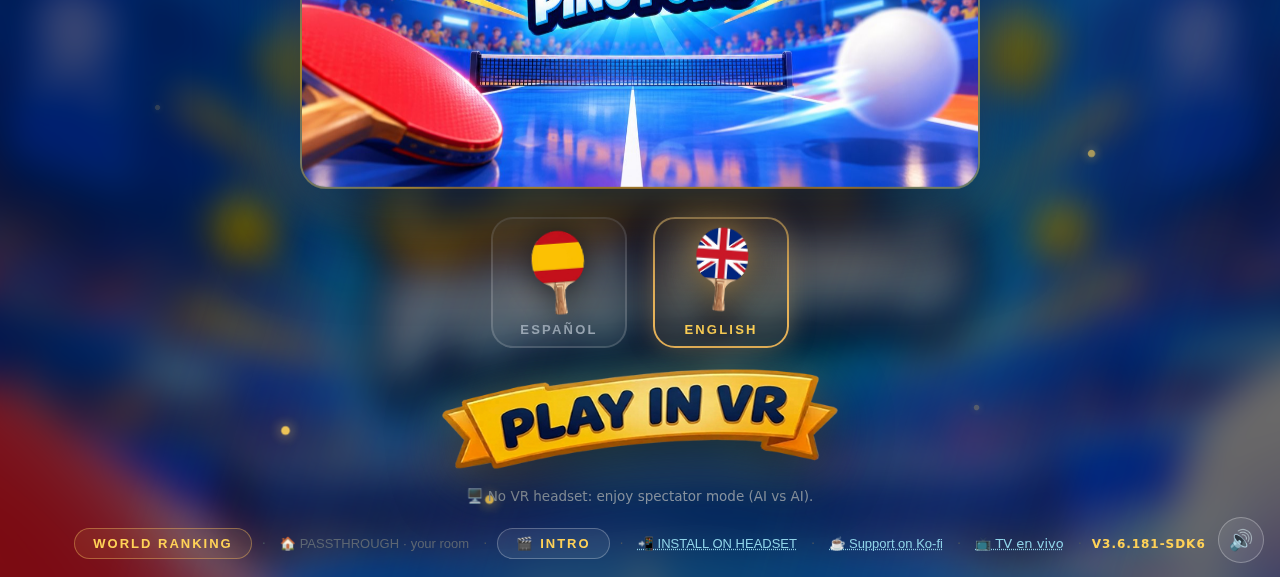 ESPAÑOL
ENGLISH
PLAY IN VR
No VR headset: enjoy spectator mode (AI vs AI).
WORLD RANKING · PASSTHROUGH · your room · INTRO · INSTALL ON HEADSET · Support on Ko-fi · TV en vivo V3.6.181-SDK6